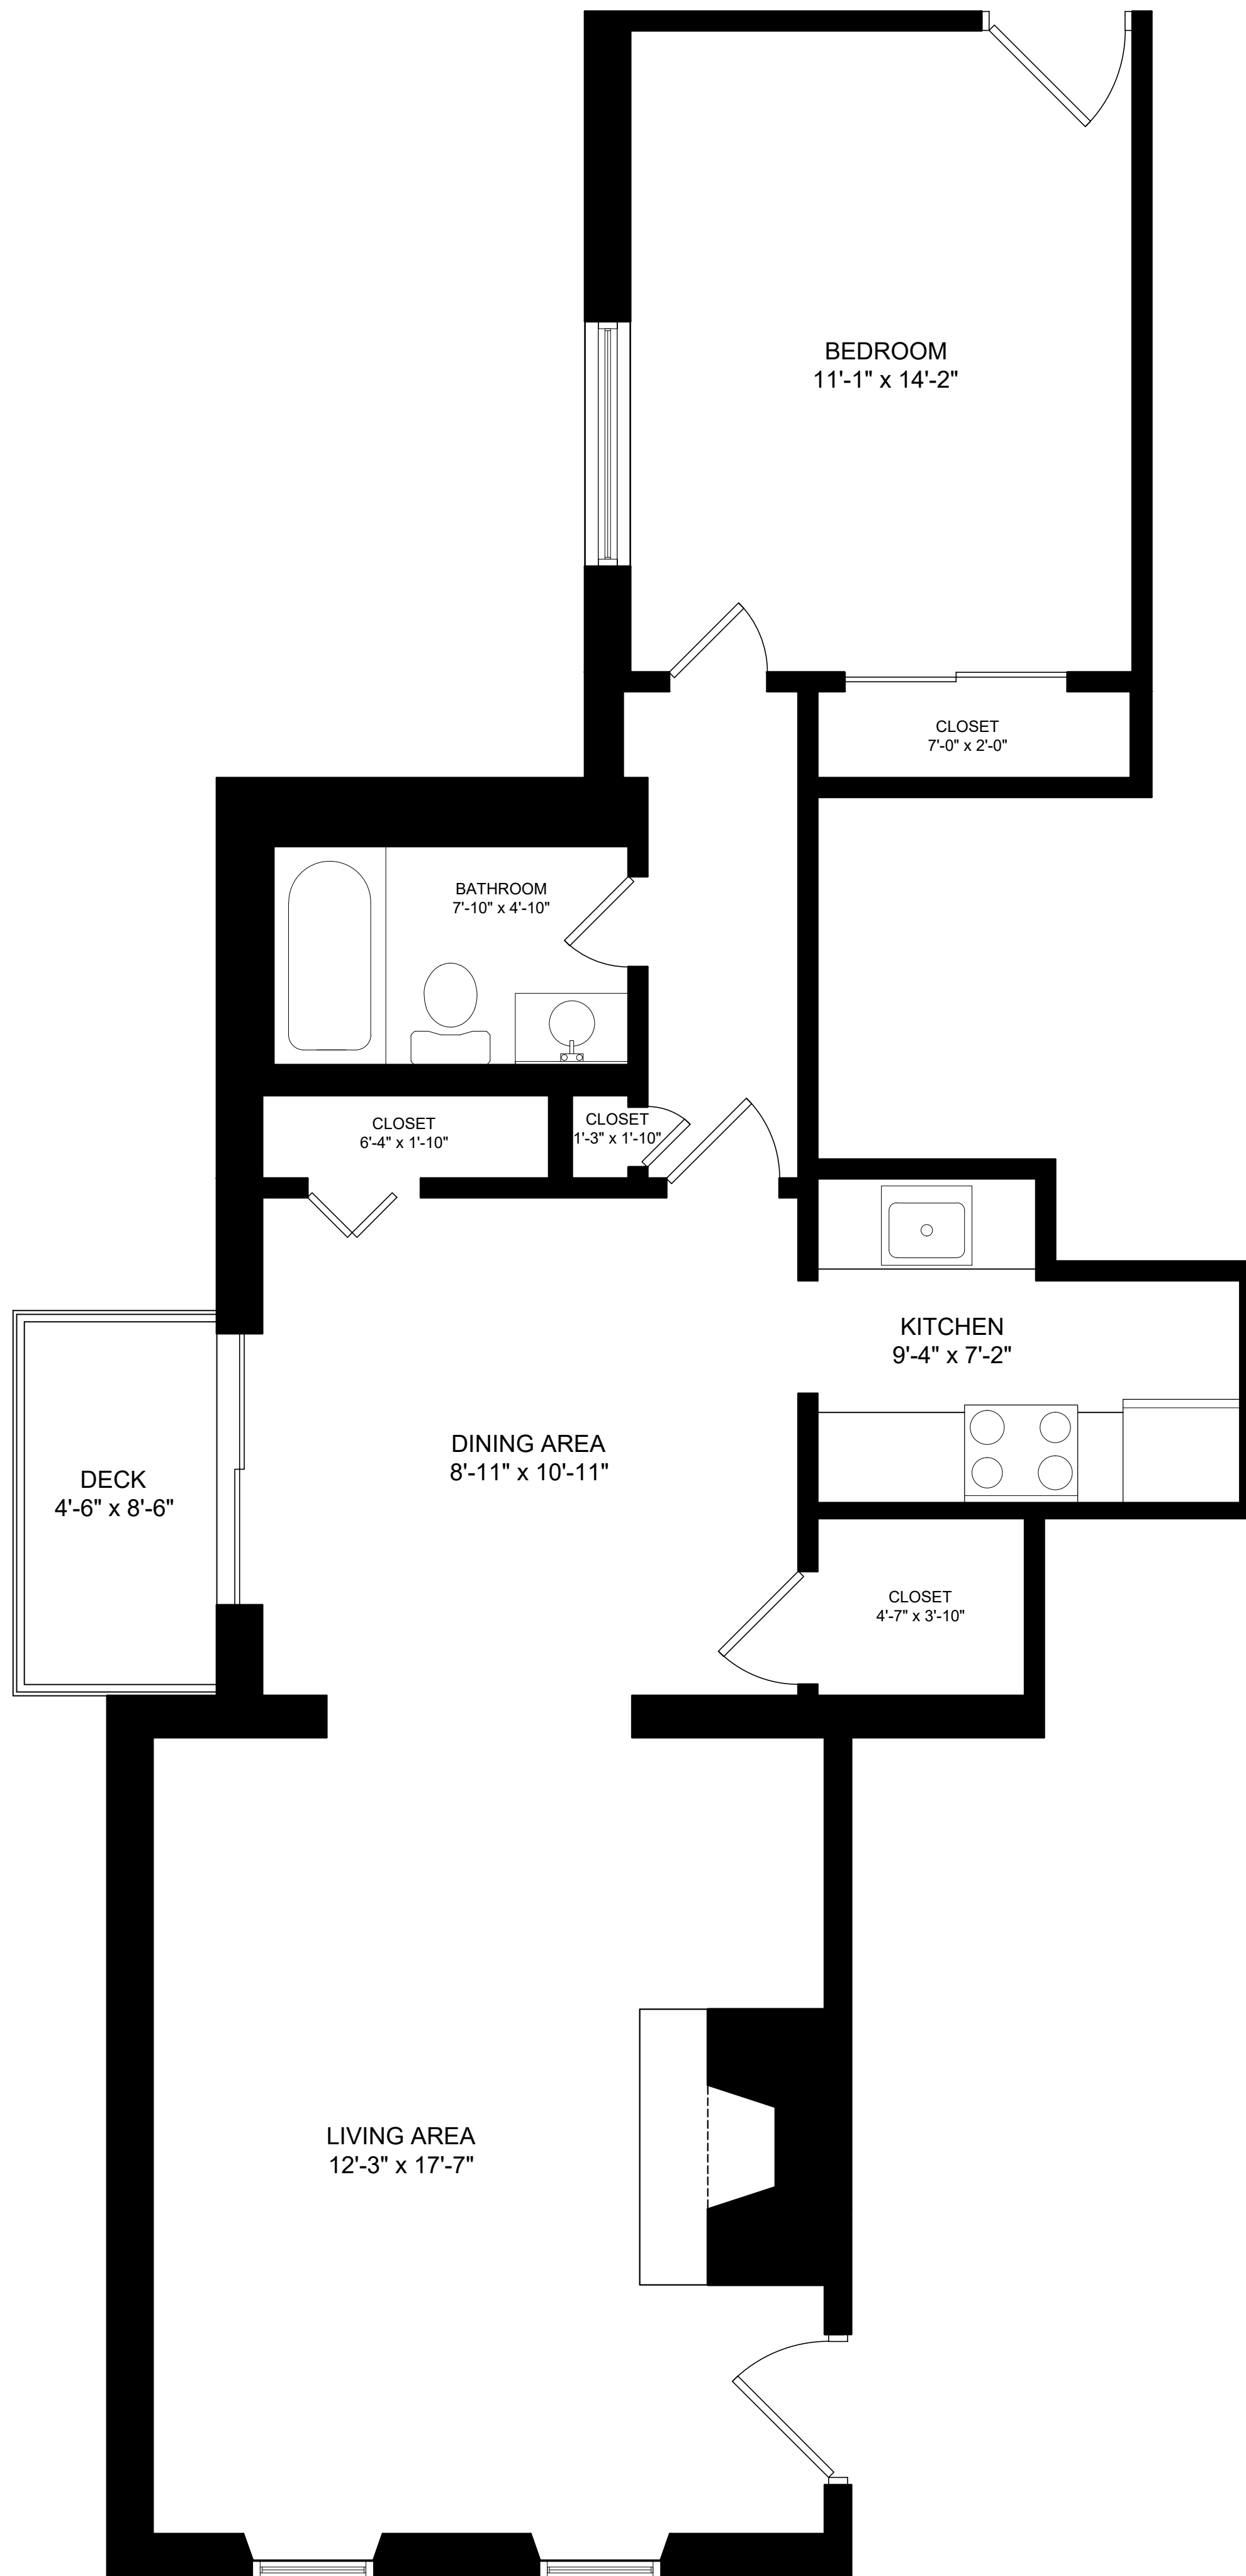 BEDROOM
11'-1" x 14'-2"
CLOSET
7'-0" x 2'-0"
BATHROOM
7'-10" x 4'-10"
CLOSET
6'-4" x 1'-10"
CLOSET
1'-3" x 1'-10"
KITCHEN
9'-4" x 7'-2"
DINING AREA
8'-11" x 10'-11"
DECK
4'-6" x 8'-6"
CLOSET
4'-7" x 3'-10"
LIVING AREA
12'-3" x 17'-7"